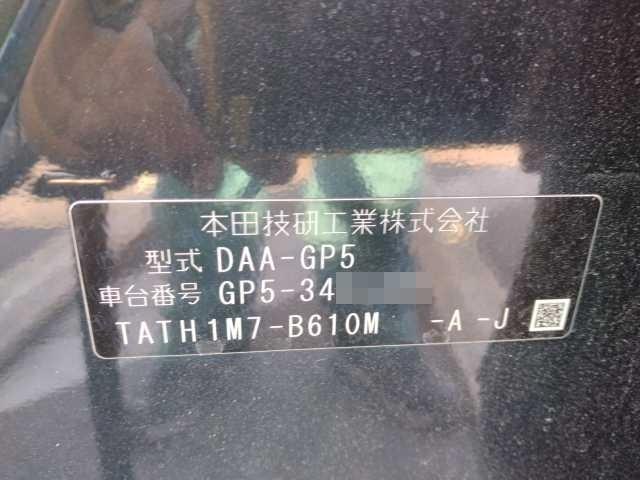 本田技研工業株式会社
型式 DAA-GP5
車台番号 GP5-34
TATH1M7-B610M -A -J